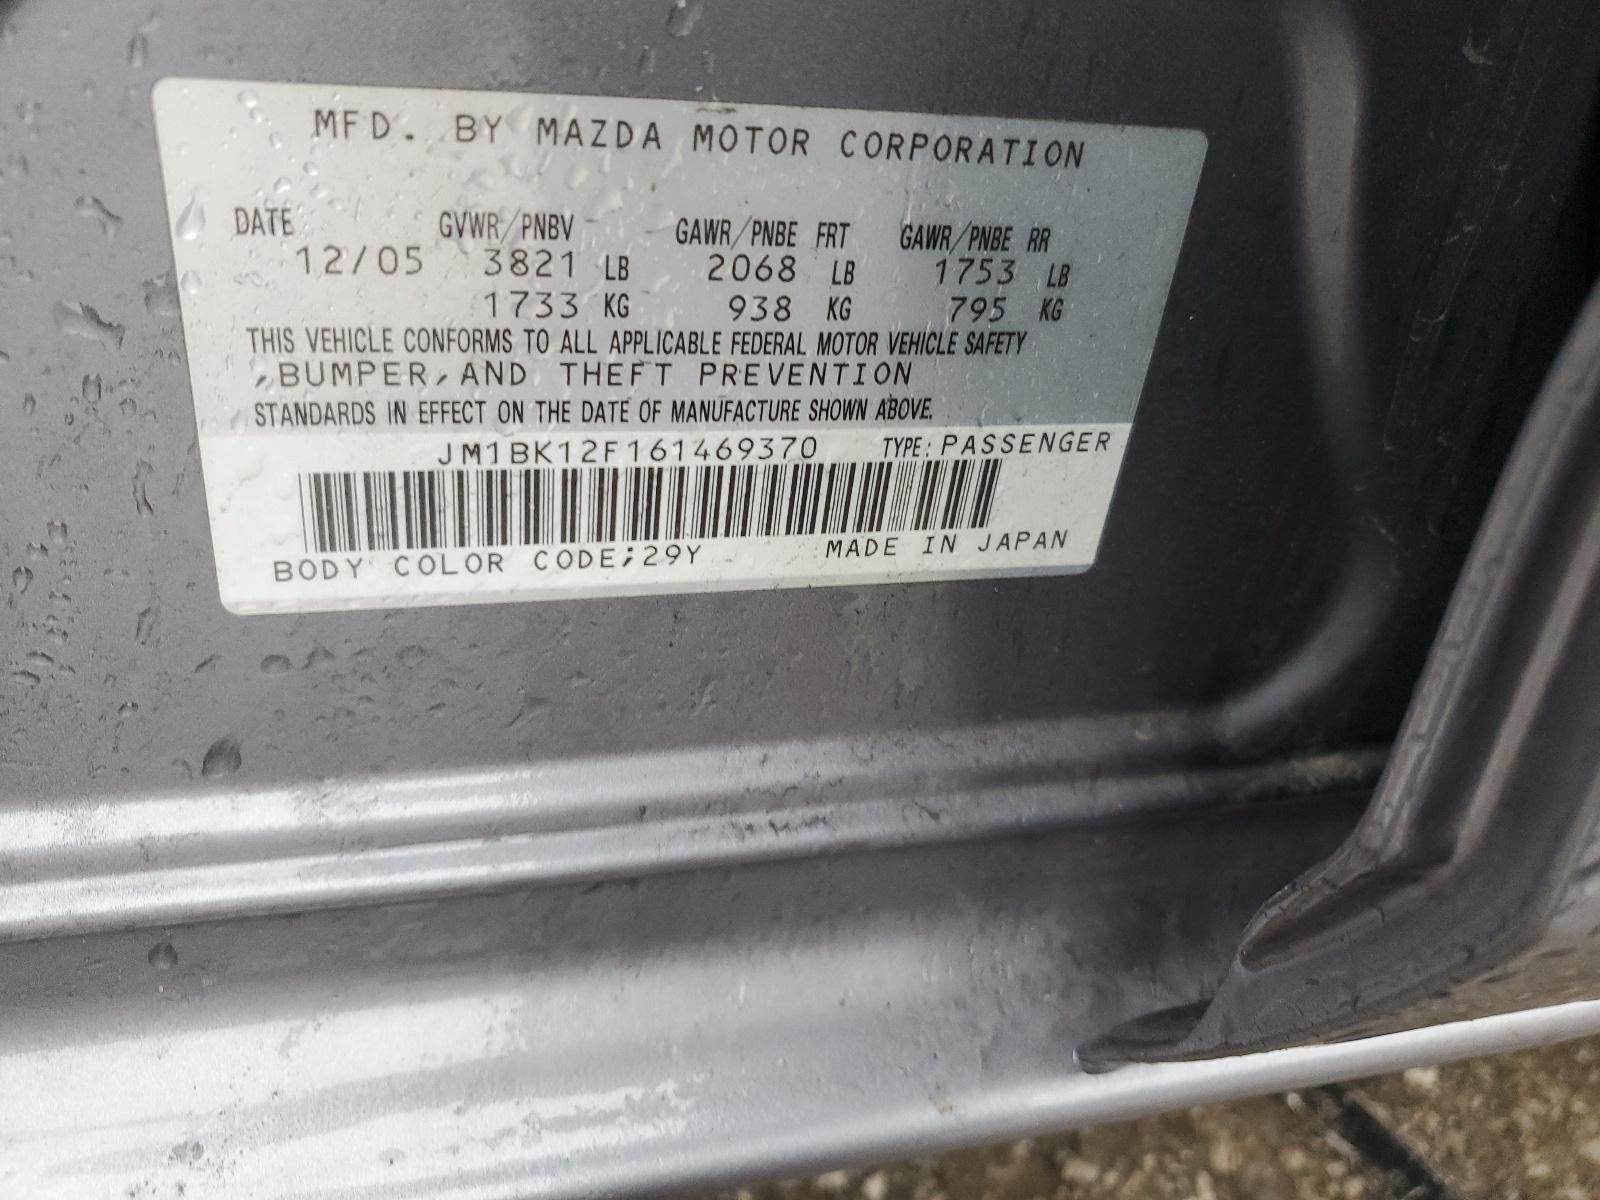 MFD. BY MAZDA MOTOR CORPORATION
DATE GVWR/PNBV GAWR/PNBE FRT GAWR/PNBE RR
12/05 3821 LB 2068 LB 1753 LB
1733 KG 938 KG 795 KG
THIS VEHICLE CONFORMS TO ALL APPLICABLE FEDERAL MOTOR VEHICLE SAFETY
,BUMPER,AND THEFT PREVENTION
STANDARDS IN EFFECT ON THE DATE OF MANUFACTURE SHOWN ABOVE.
JM1BK12F161469370 TYPE: PASSENGER
BODY COLOR CODE;29Y MADE IN JAPAN